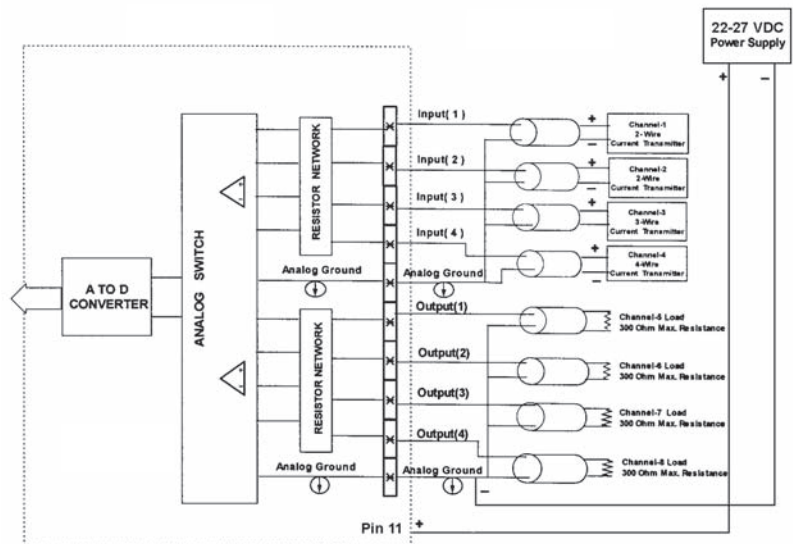 22-27 VDC
Power Supply
+
–
Input( 1 )
+
–
Channel-1
2- Wire
Current Transmitter
Input( 2 )
+
–
Channel-2
2-Wire
Current Transmitter
Input( 3 )
+
Channel-3
3-Wire
Current Transmitter
Input( 4 )
+
–
Channel-4
4-Wire
Current Transmitter
RESISTOR NETWORK
ANALOG SWITCH
A TO D
CONVERTER
Analog Ground
Analog Ground
Output(1)
Channel-5 Load
300 Ohm Max. Resistance
Output(2)
Channel-6 Load
300 Ohm Max. Resistance
Output(3)
Channel-7 Load
300 Ohm Max. Resistance
Output(4)
Channel-8 Load
300 Ohm Max. Resistance
RESISTOR NETWORK
Analog Ground
Analog Ground
–
Pin 11
+